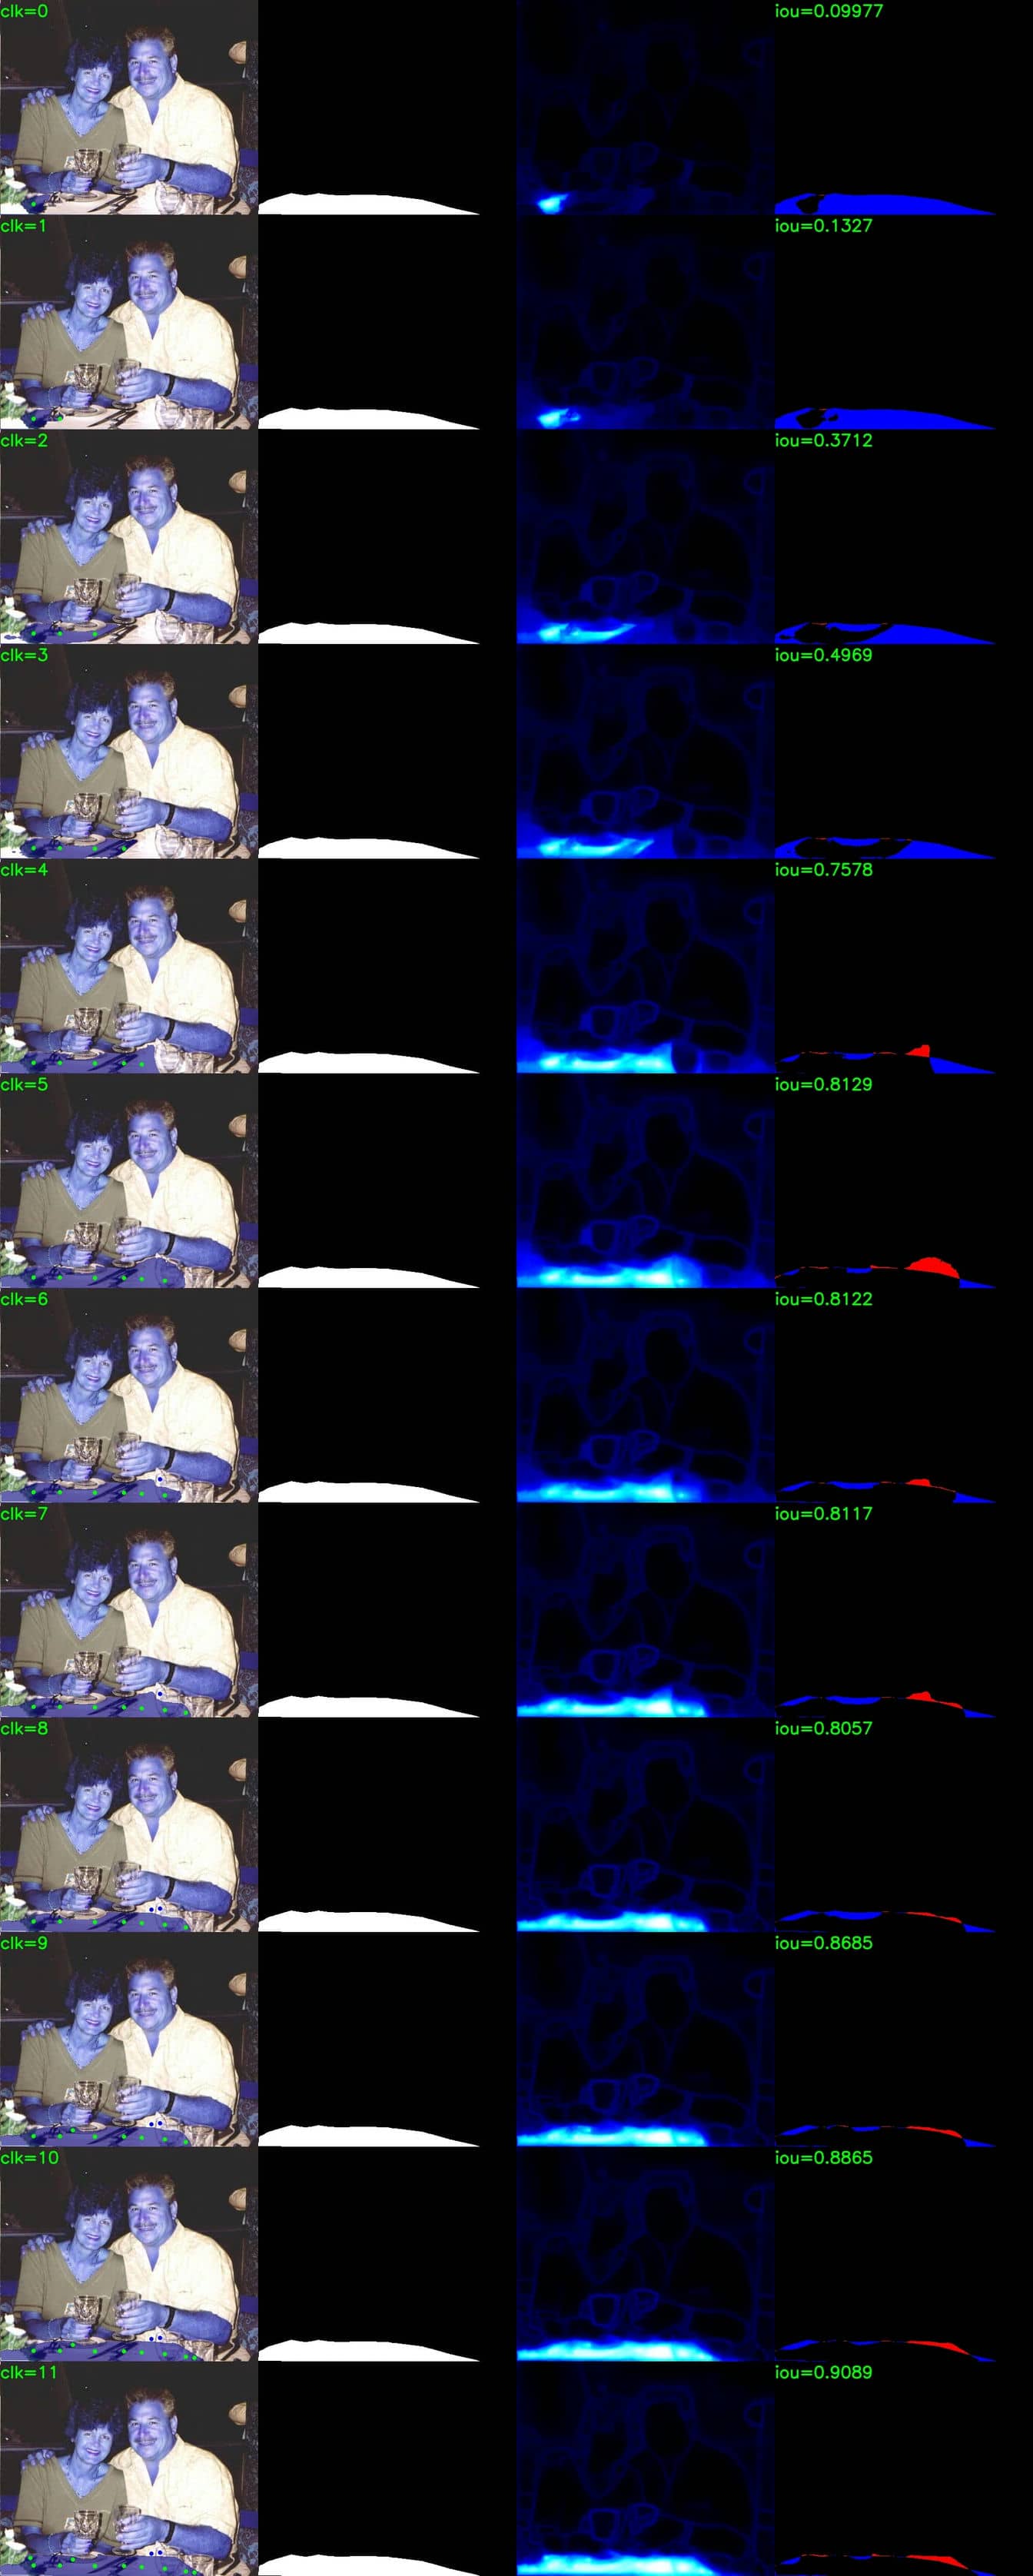 clk=0 iou=0.09977
clk=1 iou=0.1327
clk=2 iou=0.3712
clk=3 iou=0.4969
clk=4 iou=0.7578
clk=5 iou=0.8129
clk=6 iou=0.8122
clk=7 iou=0.8117
clk=8 iou=0.8057
clk=9 iou=0.8685
clk=10 iou=0.8865
clk=11 iou=0.9089